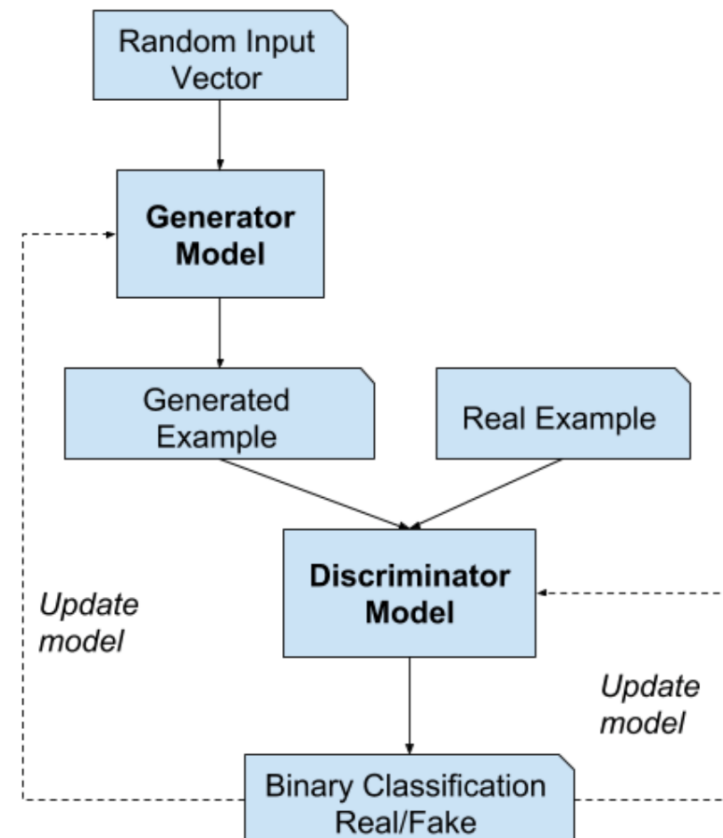 Random Input
Vector
Generator
Model
Generated
Example
Real Example
Discriminator
Model
Update
model
Update
model
Binary Classification
Real/Fake